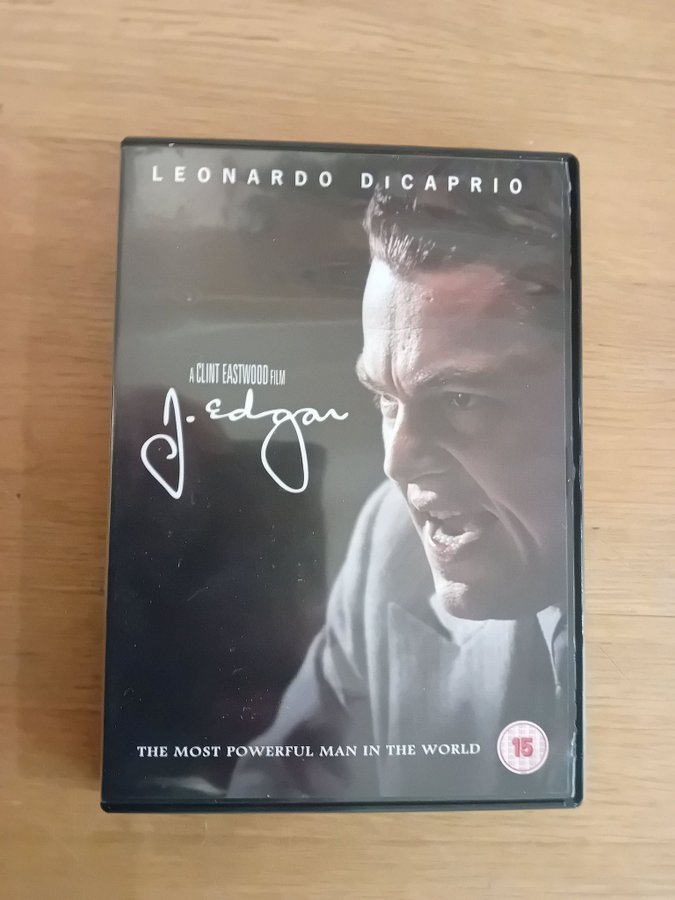 LEONARDO DiCAPRIO
A CLINT EASTWOOD FILM
J. Edgar
THE MOST POWERFUL MAN IN THE WORLD
15